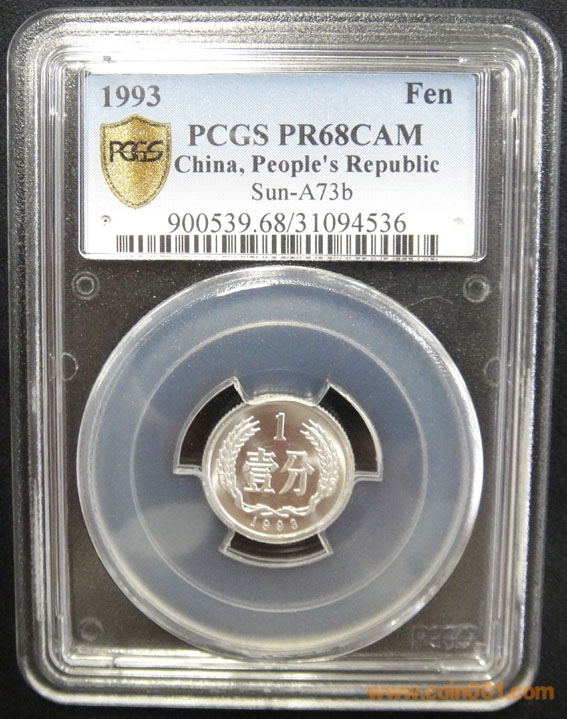 1993 Fen
PCGS
PCGS PR68CAM
China, People's Republic
Sun-A73b
900539.68/31094536
1
壹分
1993
PCGS
www.coin001.com